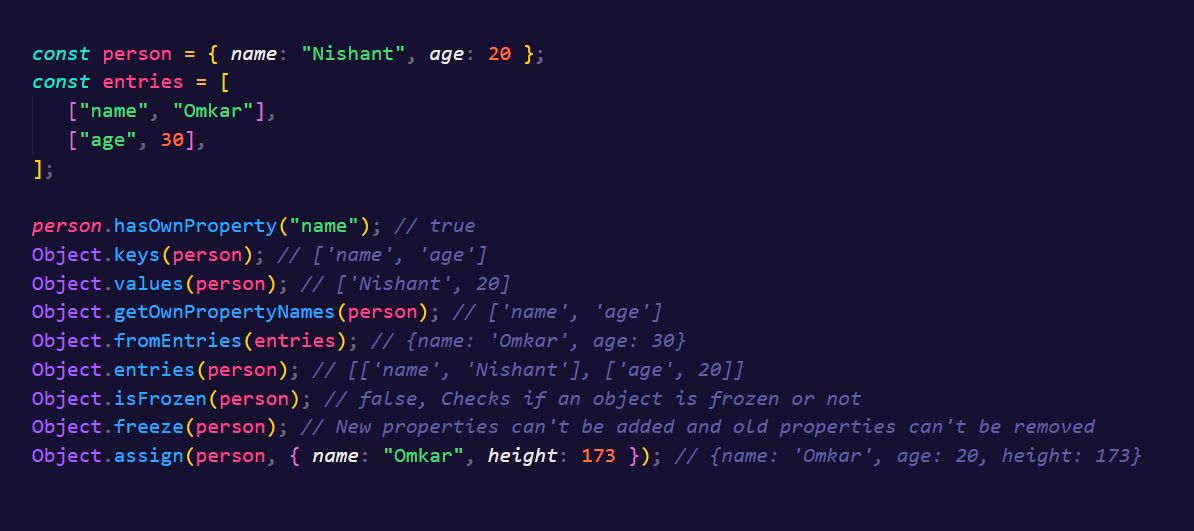 const person = { name: "Nishant", age: 20 };
const entries = [
   ["name", "Omkar"],
   ["age", 30],
];

person.hasOwnProperty("name"); // true
Object.keys(person); // ['name', 'age']
Object.values(person); // ['Nishant', 20]
Object.getOwnPropertyNames(person); // ['name', 'age']
Object.fromEntries(entries); // {name: 'Omkar', age: 30}
Object.entries(person); // [['name', 'Nishant'], ['age', 20]]
Object.isFrozen(person); // false, Checks if an object is frozen or not
Object.freeze(person); // New properties can't be added and old properties can't be removed
Object.assign(person, { name: "Omkar", height: 173 }); // {name: 'Omkar', age: 20, height: 173}